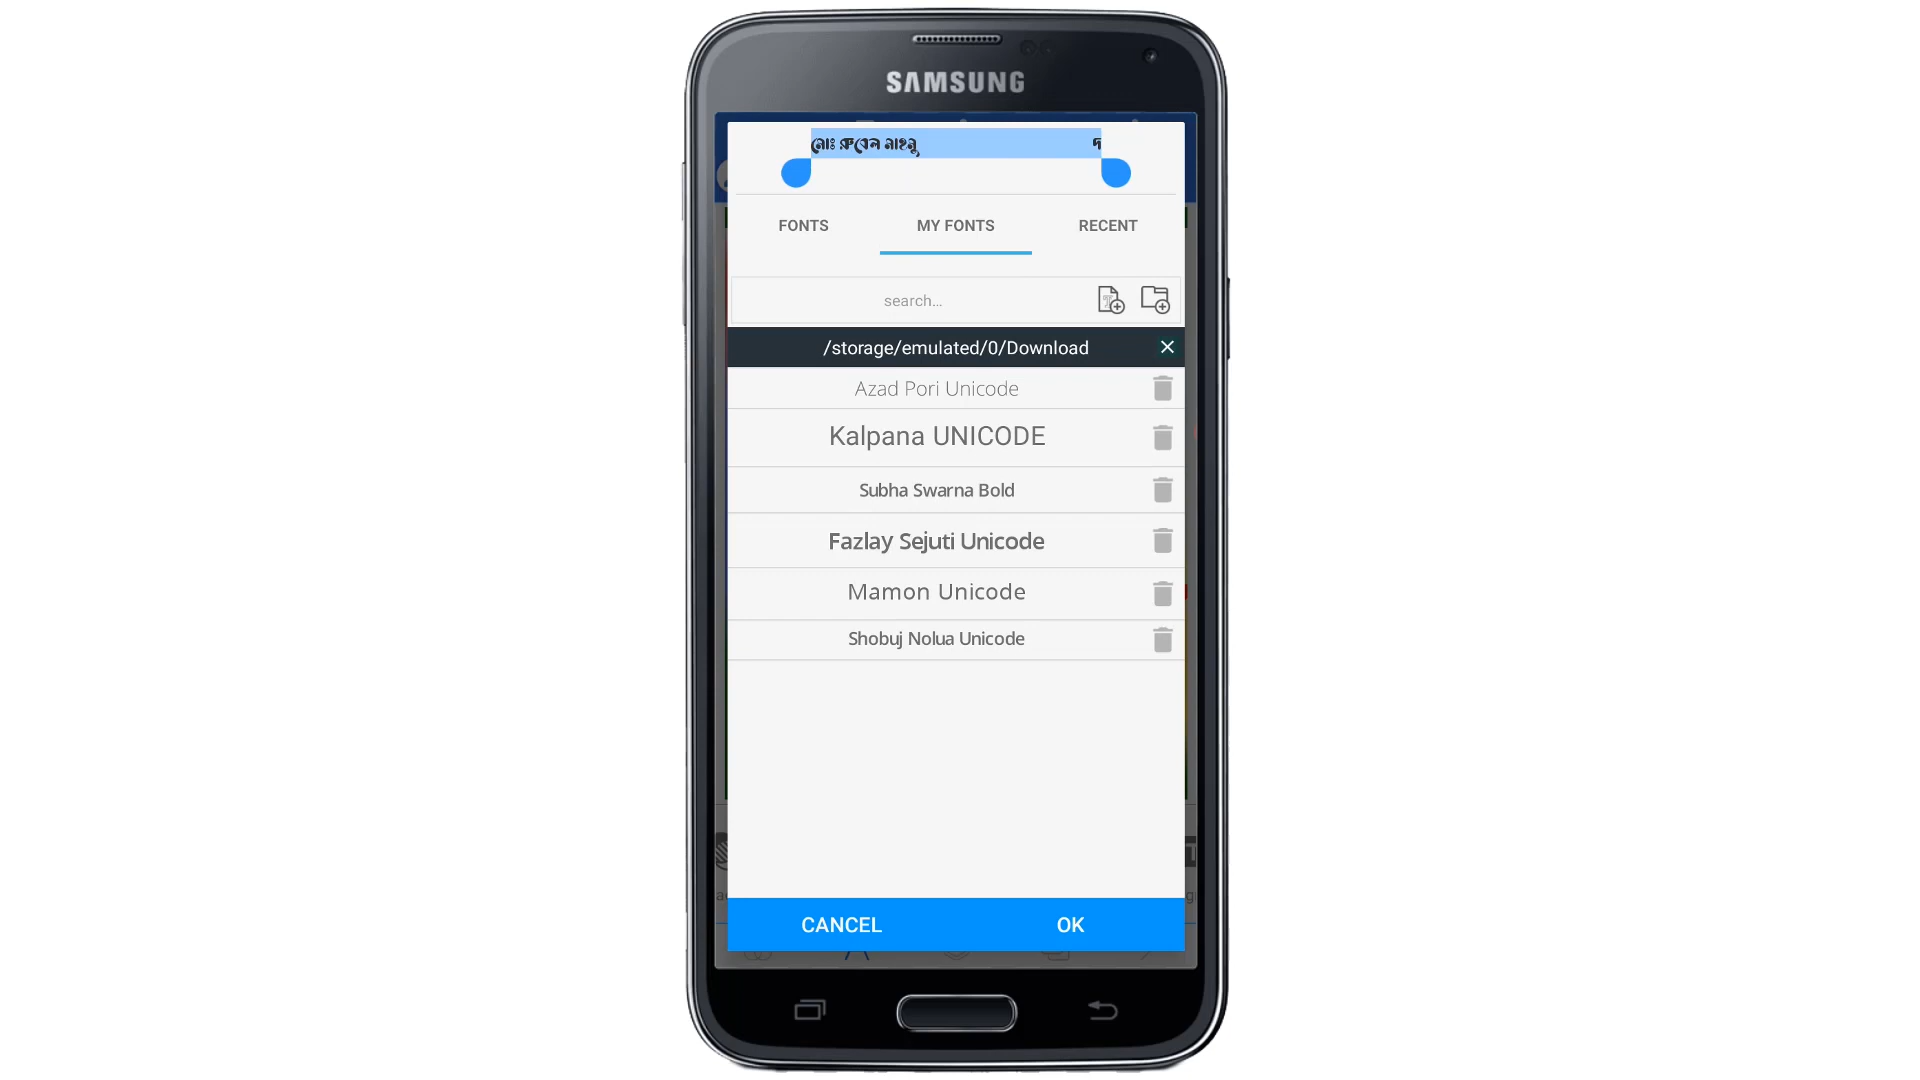 SAMSUNG
মোঃ রুবেল মাহমু দ
FONTS MY FONTS RECENT
search...
/storage/emulated/0/Download
Azad Pori Unicode
Kalpana UNICODE
Subha Swarna Bold
Fazlay Sejuti Unicode
Mamon Unicode
Shobuj Nolua Unicode
CANCEL OK